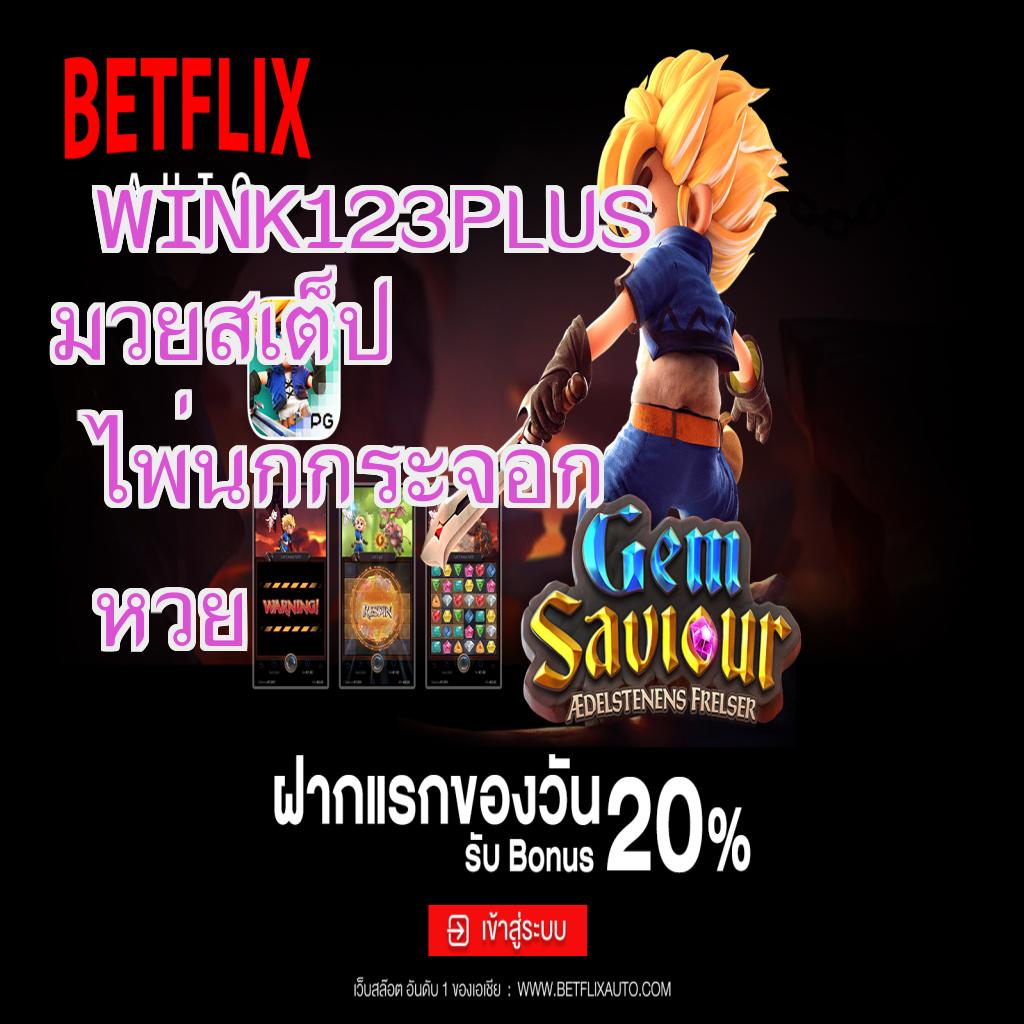 BETFLIX
AUTO
WINK123PLUS
มวยสเต็ป
PG
ไพ่นกกระจอก
หวย
WARNING!
Gem
Saviour
ÆDELSTENENS FRELSER
ฝากแรกของวัน
รับ Bonus 20%
เข้าสู่ระบบ
เว็บสล๊อต อันดับ 1 ของเอเชีย : WWW.BETFLIXAUTO.COM